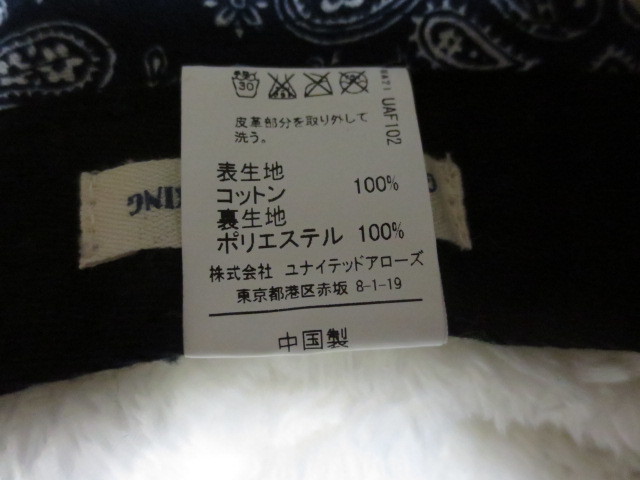 30
皮革部分を取り外して
洗う。
表生地
コットン 100%
裏生地
ポリエステル 100%
株式会社 ユナイテッドアローズ
東京都港区赤坂 8-1-19
中国製
UAF102
KING